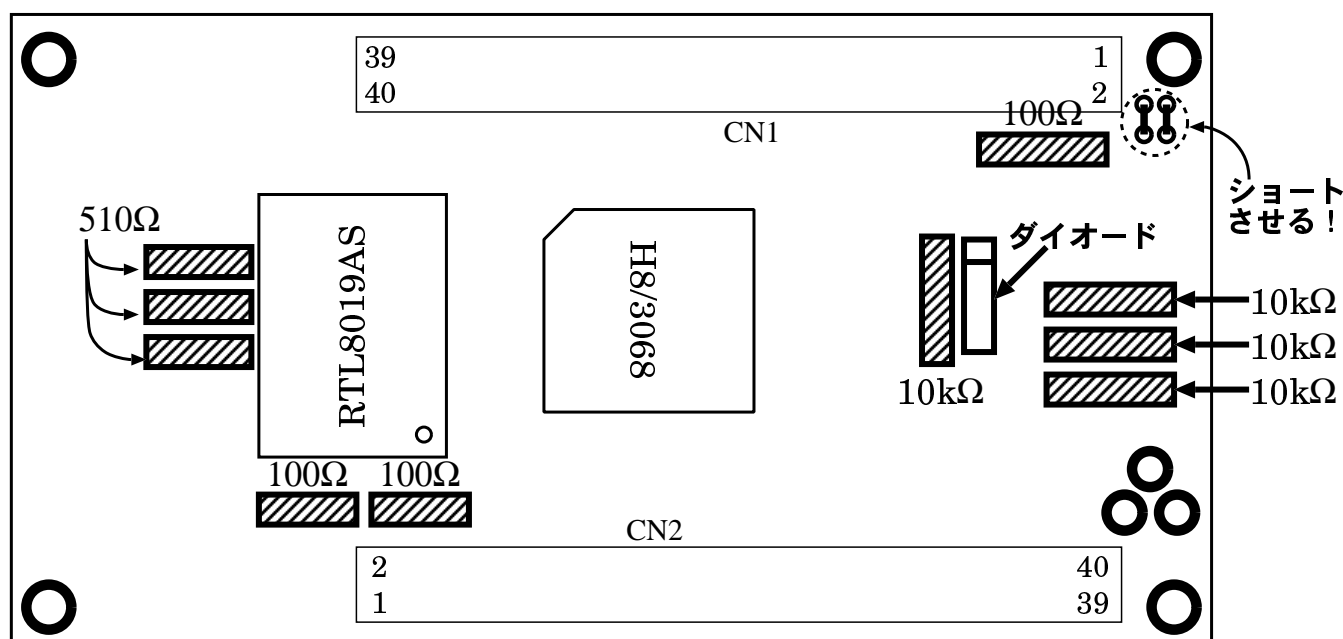 39 1
40 2
CN1
100Ω
ショート
させる!
510Ω
RTL8019AS
H8/3068
ダイオード
10kΩ
10kΩ
10kΩ
10kΩ
100Ω 100Ω
CN2
2 40
1 39